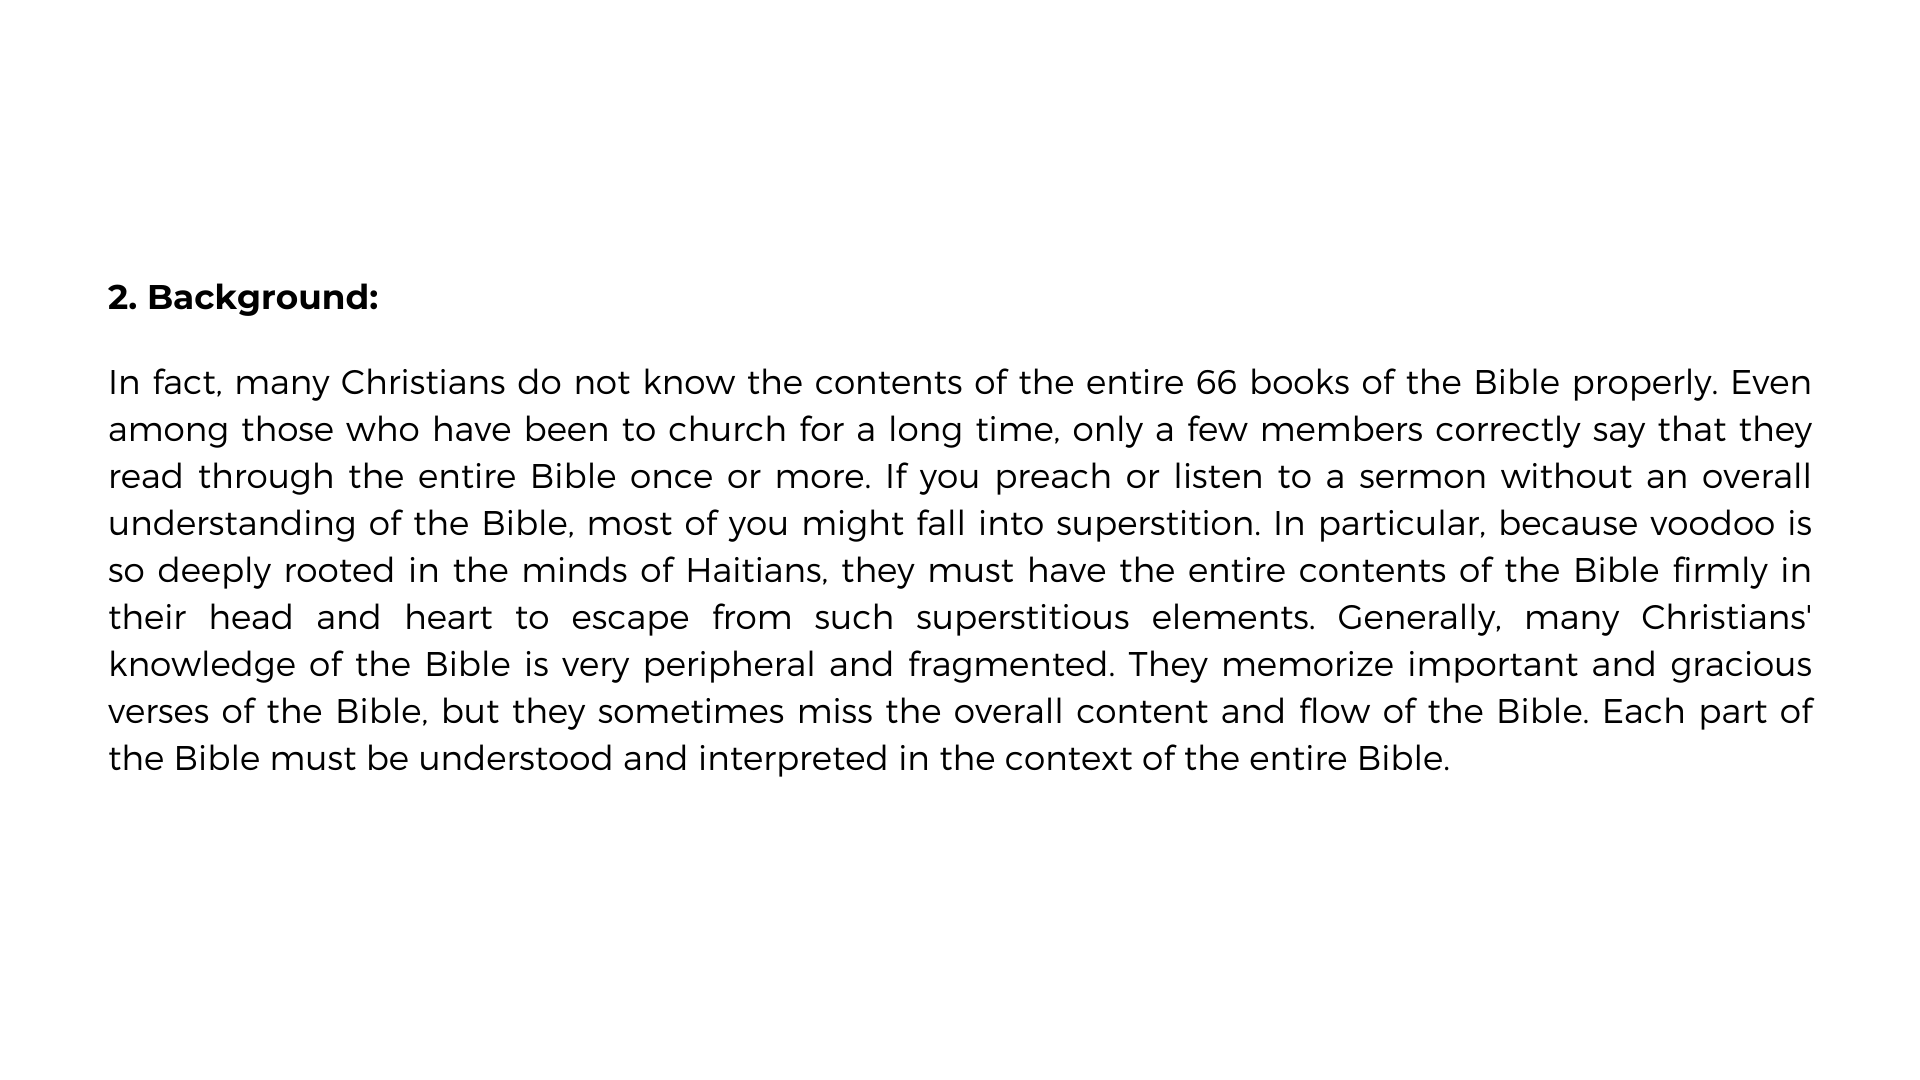 2. Background:
In fact, many Christians do not know the contents of the entire 66 books of the Bible properly. Even
among those who have been to church for a long time, only a few members correctly say that they
read through the entire Bible once or more. If you preach or listen to a sermon without an overall
understanding of the Bible, most of you might fall into superstition. In particular, because voodoo is
so deeply rooted in the minds of Haitians, they must have the entire contents of the Bible firmly in
their head and heart to escape from such superstitious elements. Generally, many Christians'
knowledge of the Bible is very peripheral and fragmented. They memorize important and gracious
verses of the Bible, but they sometimes miss the overall content and flow of the Bible. Each part of
the Bible must be understood and interpreted in the context of the entire Bible.